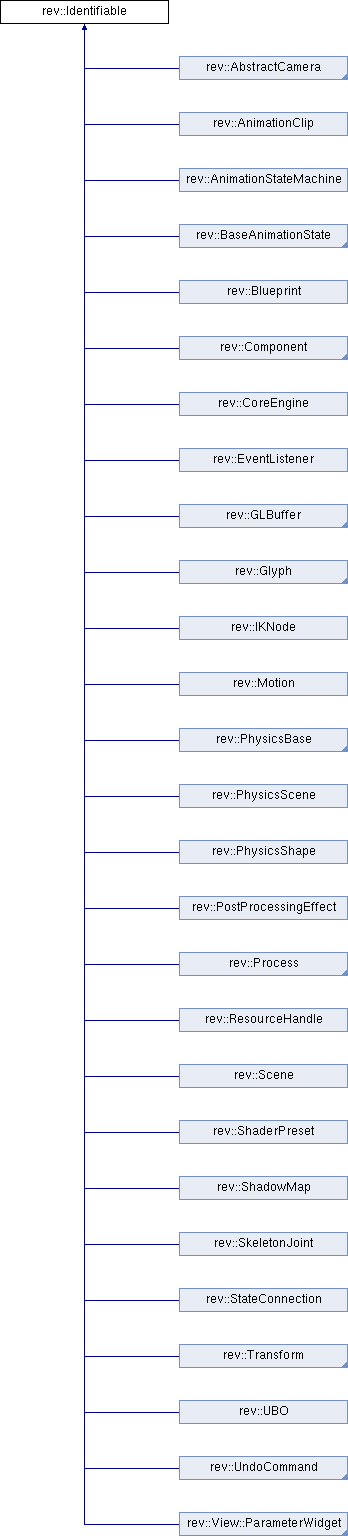 rev::Identifiable
rev::AbstractCamera
rev::AnimationClip
rev::AnimationStateMachine
rev::BaseAnimationState
rev::Blueprint
rev::Component
rev::CoreEngine
rev::EventListener
rev::GLBuffer
rev::Glyph
rev::IKNode
rev::Motion
rev::PhysicsBase
rev::PhysicsScene
rev::PhysicsShape
rev::PostProcessingEffect
rev::Process
rev::ResourceHandle
rev::Scene
rev::ShaderPreset
rev::ShadowMap
rev::SkeletonJoint
rev::StateConnection
rev::Transform
rev::UBO
rev::UndoCommand
rev::View::ParameterWidget